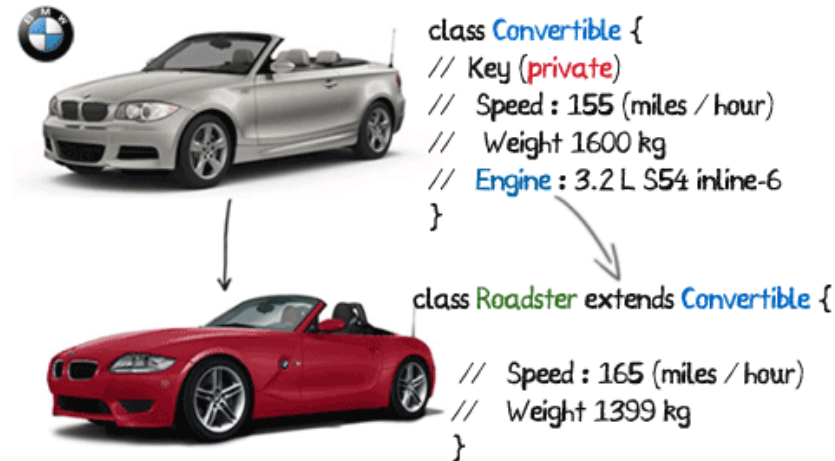 BMW
class Convertible {
// Key (private)
// Speed : 155 (miles / hour)
// Weight 1600 kg
// Engine : 3.2 L S54 inline-6
}
class Roadster extends Convertible {
// Speed : 165 (miles / hour)
// Weight 1399 kg
}